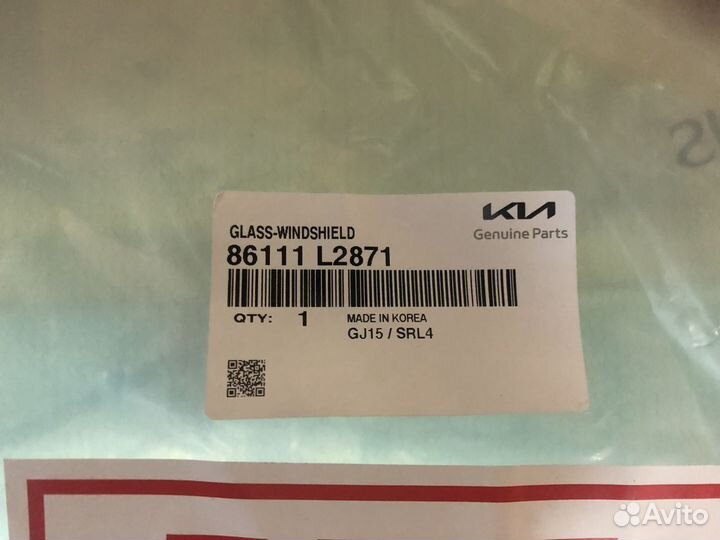 KIA
Genuine Parts
GLASS-WINDSHIELD
86111 L2871
QTY: 1 MADE IN KOREA
GJ15 / SRL4
Avito